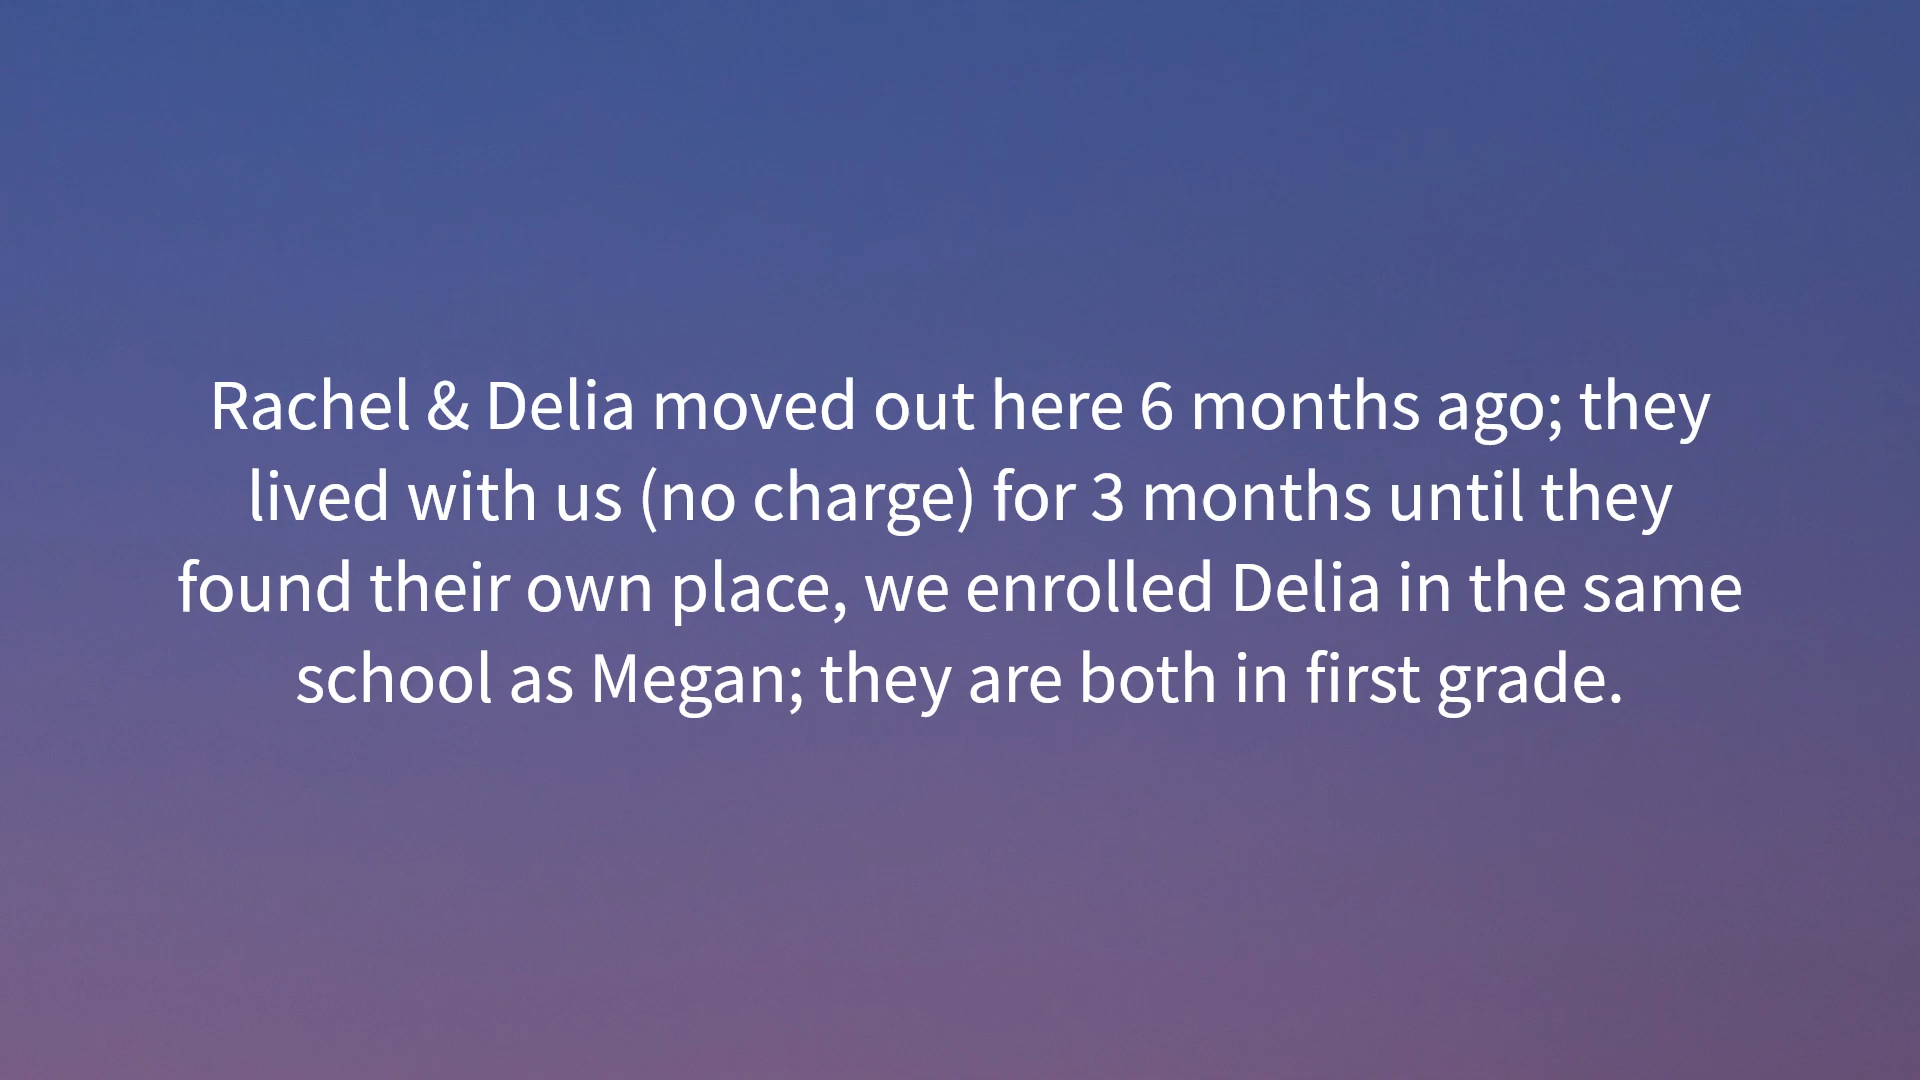 Rachel & Delia moved out here 6 months ago; they
lived with us (no charge) for 3 months until they
found their own place, we enrolled Delia in the same
school as Megan; they are both in first grade.